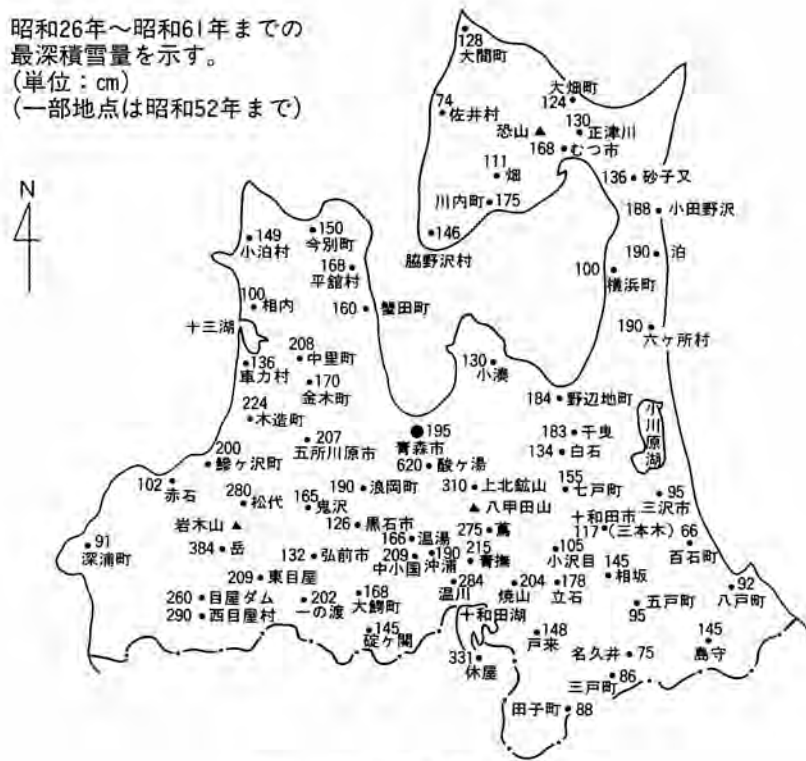 昭和26年~昭和61年までの
最深積雪量を示す。
(単位:cm)
(一部地点は昭和52年まで)
N
128
大間町
大畑町
124
74
佐井村
恐山
130
正津川
168
むつ市
111
畑
136
砂子又
川内町
175
188
小田野沢
146
脇野沢村
190
泊
100
横浜町
190
六ヶ所村
149
小泊村
150
今別町
168
平舘村
100
相内
160
蟹田町
十三湖
208
中里町
136
車力村
170
金木町
130
小湊
184
野辺地町
小川原湖
224
木造町
195
青森市
183
干曳
207
五所川原市
134
白石
200
鰺ヶ沢町
620
酸ヶ湯
102
赤石
190
浪岡町
310
上北鉱山
155
七戸町
95
三沢市
280
松代
165
鬼沢
八甲田山
十和田市
117
(三本木)
66
百石町
岩木山
126
黒石市
275
蔦
91
深浦町
384
岳
166
温湯
132
弘前市
209
中小国
190
沖浦
215
青撫
105
小沢目
209
東目屋
145
相坂
284
温川
204
焼山
178
立石
92
八戸町
260
目屋ダム
202
一の渡
168
大鰐町
95
五戸町
290
西目屋村
十和田湖
145
碇ヶ関
148
戸来
145
島守
331
休屋
名久井
75
86
三戸町
田子町
88